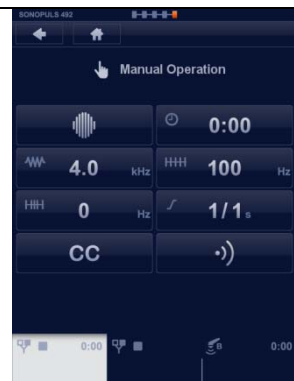 SONOPULS 492
Manual Operation
0:00
4.0 kHz 100 Hz
0 Hz 1/1 s
CC
0:00 B 0:00